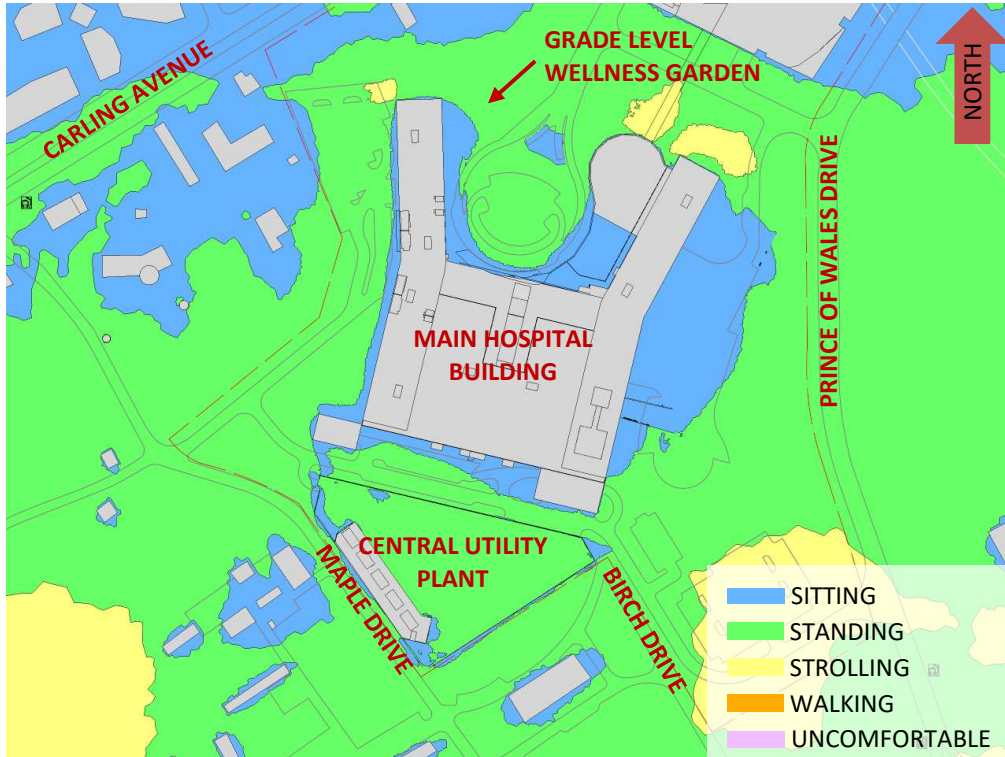 GRADE LEVEL
WELLNESS GARDEN
NORTH
CARLING AVENUE
PRINCE OF WALES DRIVE
MAIN HOSPITAL
BUILDING
CENTRAL UTILITY
PLANT
MAPLE DRIVE
BIRCH DRIVE
SITTING
STANDING
STROLLING
WALKING
UNCOMFORTABLE